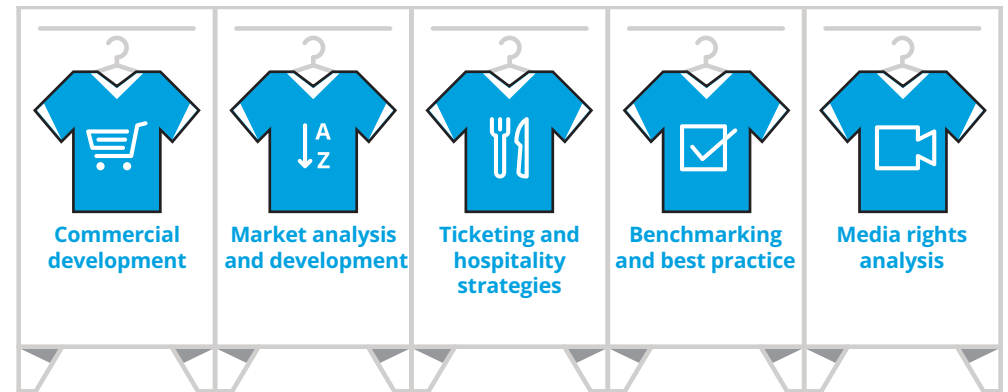 A
Z
Commercial
development
Market analysis
and development
Ticketing and
hospitality
strategies
Benchmarking
and best practice
Media rights
analysis